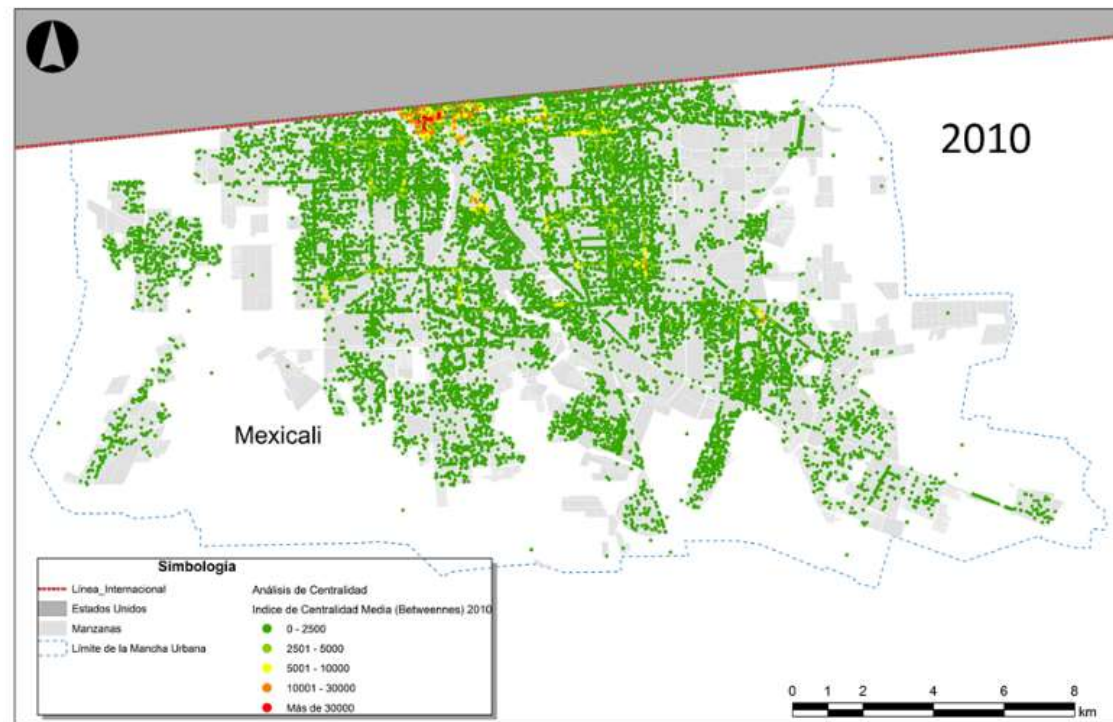 2010
Mexicali
Simbología
Línea_Internacional
Estados Unidos
Manzanas
Límite de la Mancha Urbana
Análisis de Centralidad
Indice de Centralidad Media (Betweennes) 2010
0 - 2500
2501 - 5000
5001 - 10000
10001 - 30000
Más de 30000
0 1 2 4 6 8
km